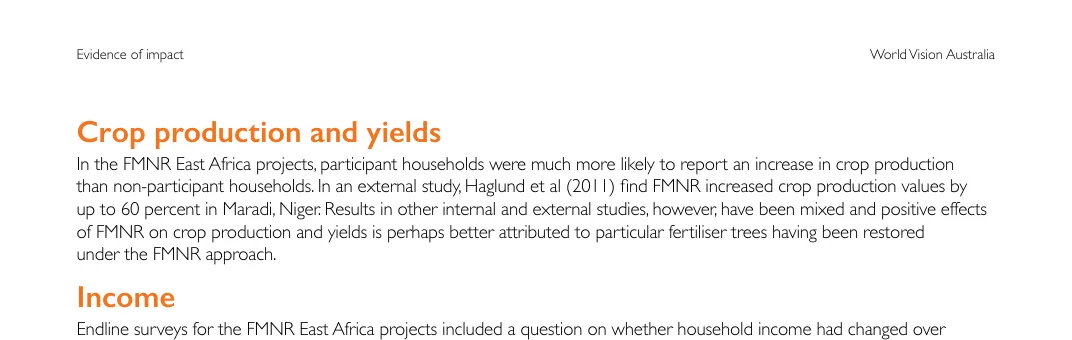 Evidence of impact
World Vision Australia
Crop production and yields
In the FMNR East Africa projects, participant households were much more likely to report an increase in crop production
than non-participant households. In an external study, Haglund et al (2011) find FMNR increased crop production values by
up to 60 percent in Maradi, Niger. Results in other internal and external studies, however, have been mixed and positive effects
of FMNR on crop production and yields is perhaps better attributed to particular fertiliser trees having been restored
under the FMNR approach.
Income
Endline surveys for the FMNR East Africa projects included a question on whether household income had changed over